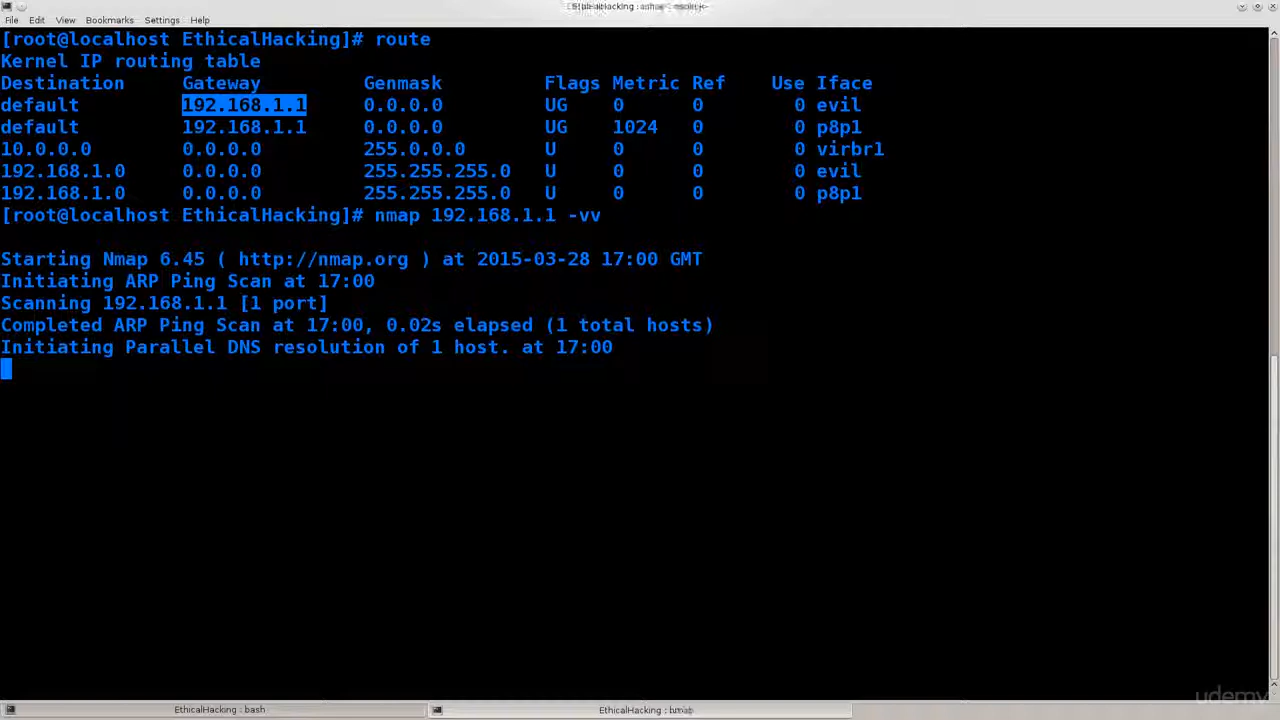 File Edit View Bookmarks Settings Help
[root@localhost EthicalHacking]# route
Kernel IP routing table
Destination Gateway Genmask Flags Metric Ref Use Iface
default 192.168.1.1 0.0.0.0 UG 0 0 0 evil
default 192.168.1.1 0.0.0.0 UG 1024 0 0 p8p1
10.0.0.0 0.0.0.0 255.0.0.0 U 0 0 0 virbr1
192.168.1.0 0.0.0.0 255.255.255.0 U 0 0 0 evil
192.168.1.0 0.0.0.0 255.255.255.0 U 0 0 0 p8p1
[root@localhost EthicalHacking]# nmap 192.168.1.1 -vv
Starting Nmap 6.45 ( http://nmap.org ) at 2015-03-28 17:00 GMT
Initiating ARP Ping Scan at 17:00
Scanning 192.168.1.1 [1 port]
Completed ARP Ping Scan at 17:00, 0.02s elapsed (1 total hosts)
Initiating Parallel DNS resolution of 1 host. at 17:00
udemy
EthicalHacking : bash
EthicalHacking :